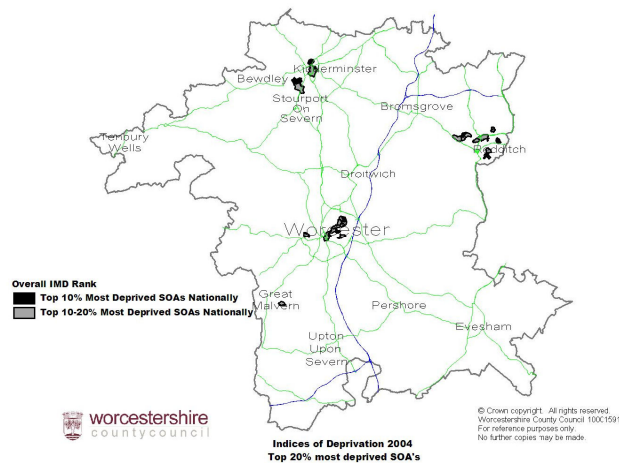 Kidderminster
Bewdley
Stourport
On
Severn
Bromsgrove
Tenbury
Wells
Redditch
Droitwich
Worcester
Overall IMD Rank
Top 10% Most Deprived SOAs Nationally
Top 10-20% Most Deprived SOAs Nationally
Great
Malvern
Pershore
Evesham
Upton
Upon
Severn
worcestershire
countycouncil
© Crown copyright. All rights reserved.
Worcestershire County Council 1001591
For reference purposes only.
No further copies may be made.
Indices of Deprivation 2004
Top 20% most deprived SOA's